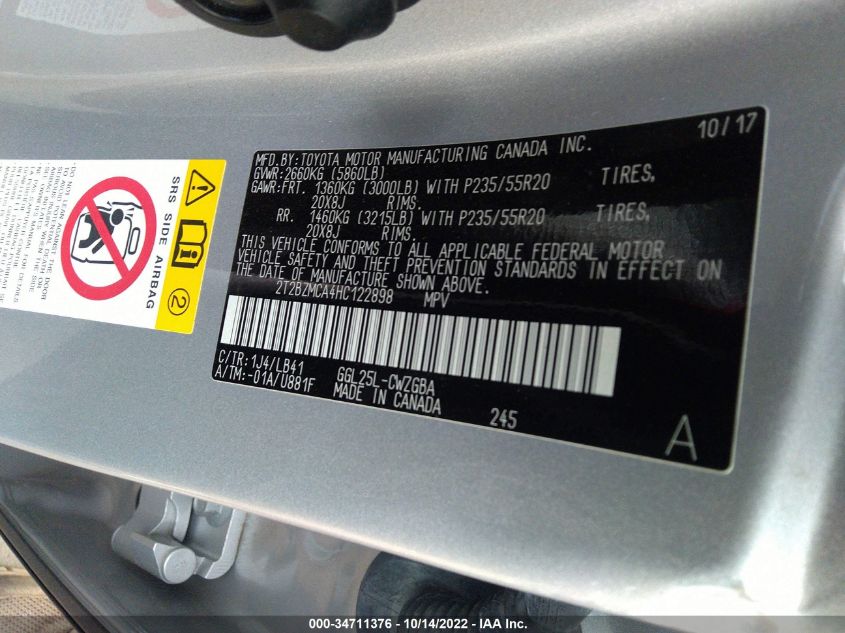 10/17
MFD.BY:TOYOTA MOTOR MANUFACTURING CANADA INC.
GVWR:2660KG (5860LB)
GAWR:FRT. 1360KG (3000LB) WITH P235/55R20 TIRES,
20X8J RIMS.
RR. 1460KG (3215LB) WITH P235/55R20 TIRES,
20X8J RIMS.
THIS VEHICLE CONFORMS TO ALL APPLICABLE FEDERAL MOTOR
VEHICLE SAFETY AND THEFT PREVENTION STANDARDS IN EFFECT ON
THE DATE OF MANUFACTURE SHOWN ABOVE.
2T2BZMCA4HC122898 MPV
C/TR:1J4/LB41
A/TM:-01A/U881F
GGL25L-CWZGBA
MADE IN CANADA
245
A
SRS SIDE AIRBAG
2
000-34711376 - 10/14/2022 - IAA Inc.